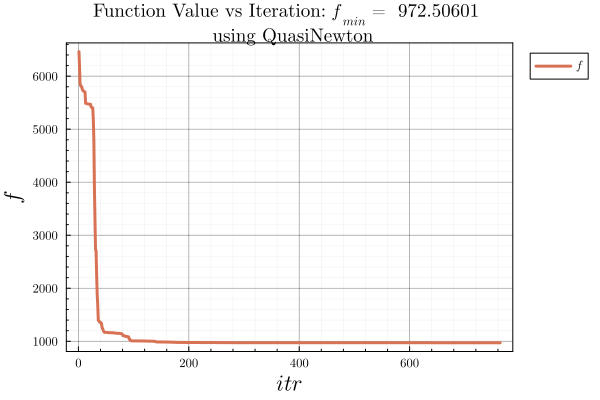 Function Value vs Iteration: f_min = 972.50601
using QuasiNewton
f
6000
5000
4000
3000
2000
1000
f
0
200
400
600
itr